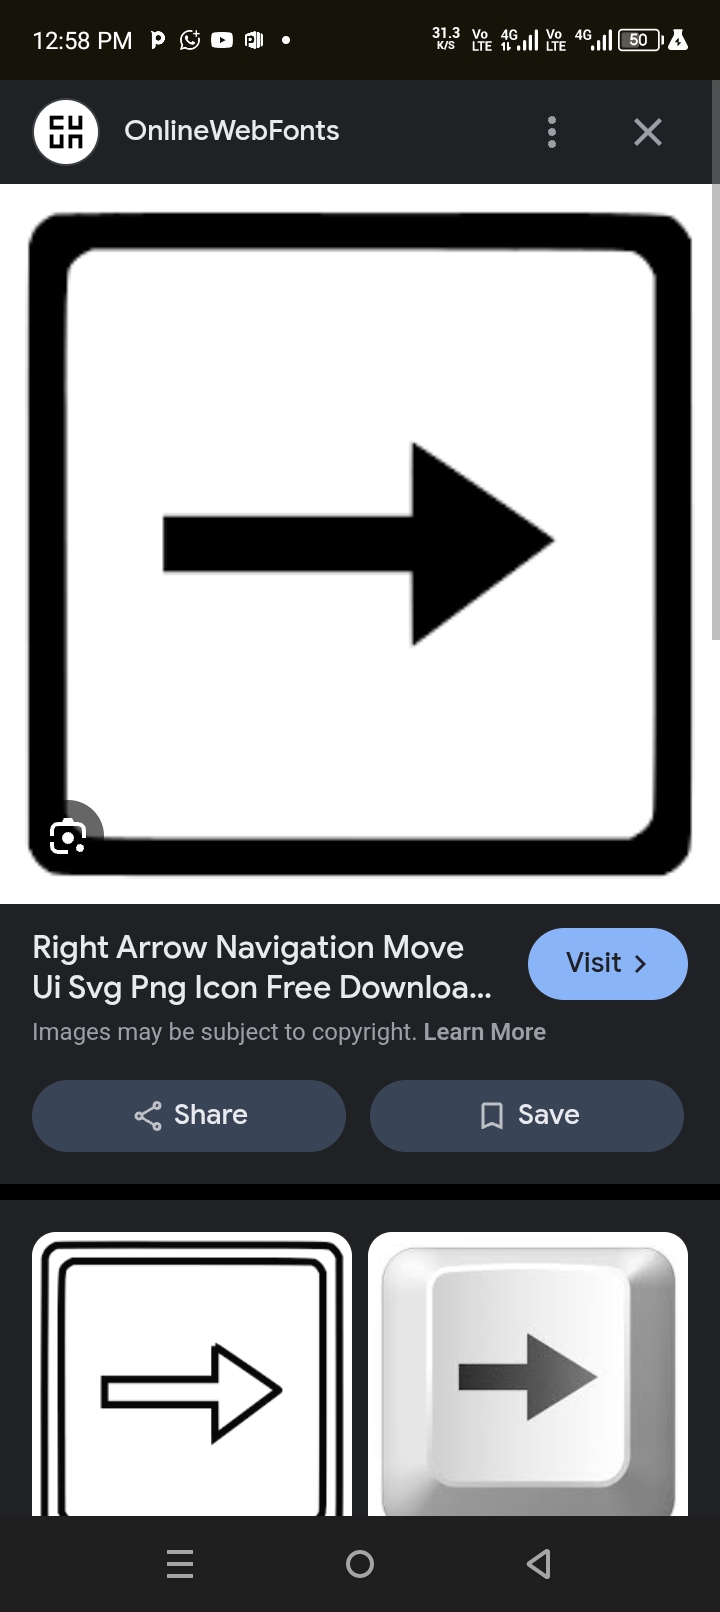 12:58 PM
31.3 K/S Vo LTE 4G Vo LTE 4G 50
OnlineWebFonts
Right Arrow Navigation Move
Ui Svg Png Icon Free Downloa...
Visit
Images may be subject to copyright. Learn More
Share
Save